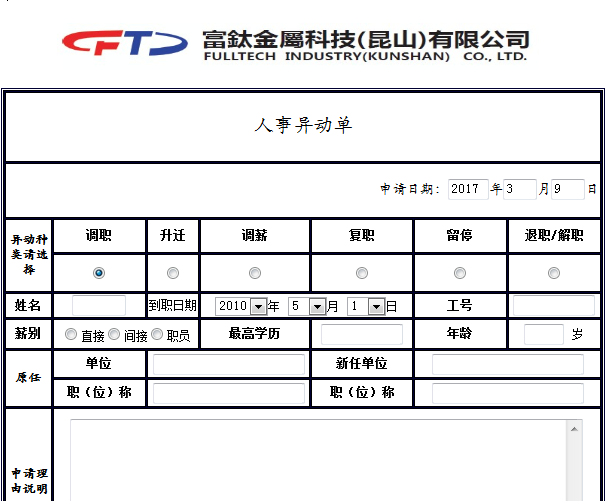 CFTD
富鈦金屬科技(昆山)有限公司
FULLTECH INDUSTRY(KUNSHAN) CO., LTD.
人事异动单
申请日期: 2017 年 3 月 9 日
异动种类请选择 调职 升迁 调薪 复职 留停 退职/解职
姓名 到职日期 2010 年 5 月 1 日 工号
薪别 直接 间接 职员 最高学历 年龄 岁
原任 单位 新任单位
职（位）称 职（位）称
申请理由说明